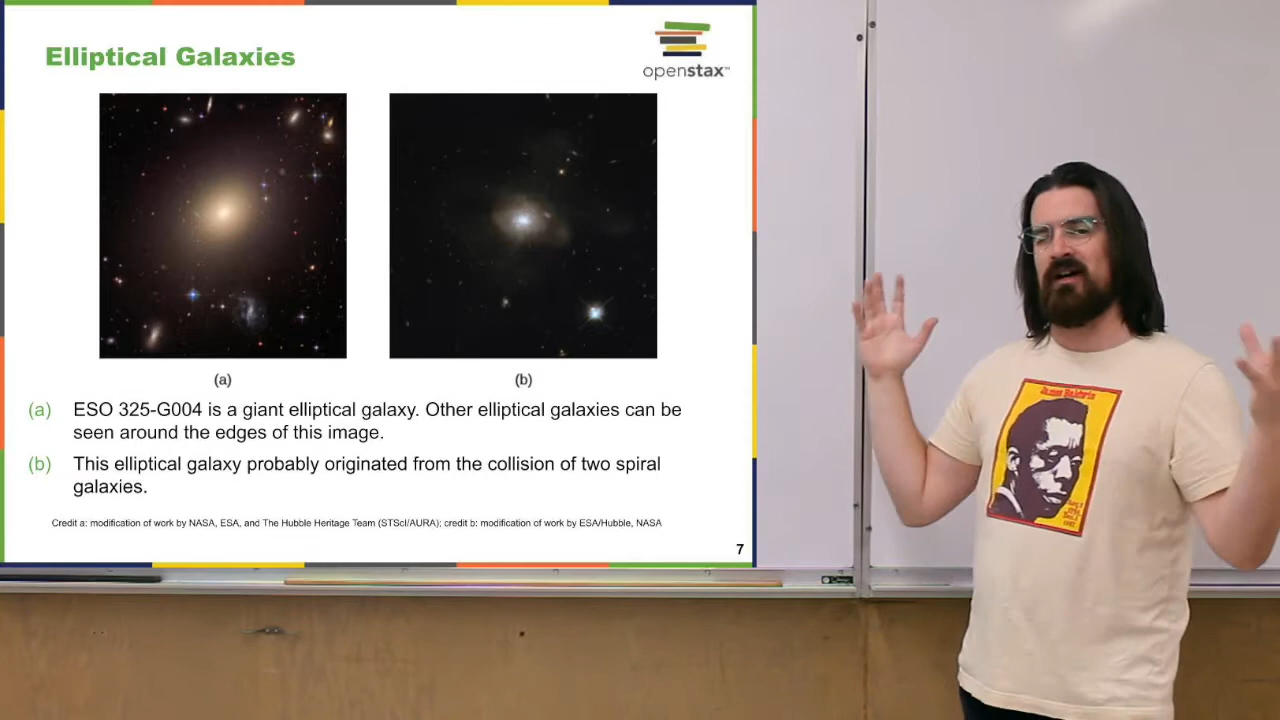 Elliptical Galaxies
openstax™
(a)
(b)
(a) ESO 325-G004 is a giant elliptical galaxy. Other elliptical galaxies can be
seen around the edges of this image.
(b) This elliptical galaxy probably originated from the collision of two spiral
galaxies.
Credit a: modification of work by NASA, ESA, and The Hubble Heritage Team (STScI/AURA); credit b: modification of work by ESA/Hubble, NASA
7
James Baldwin